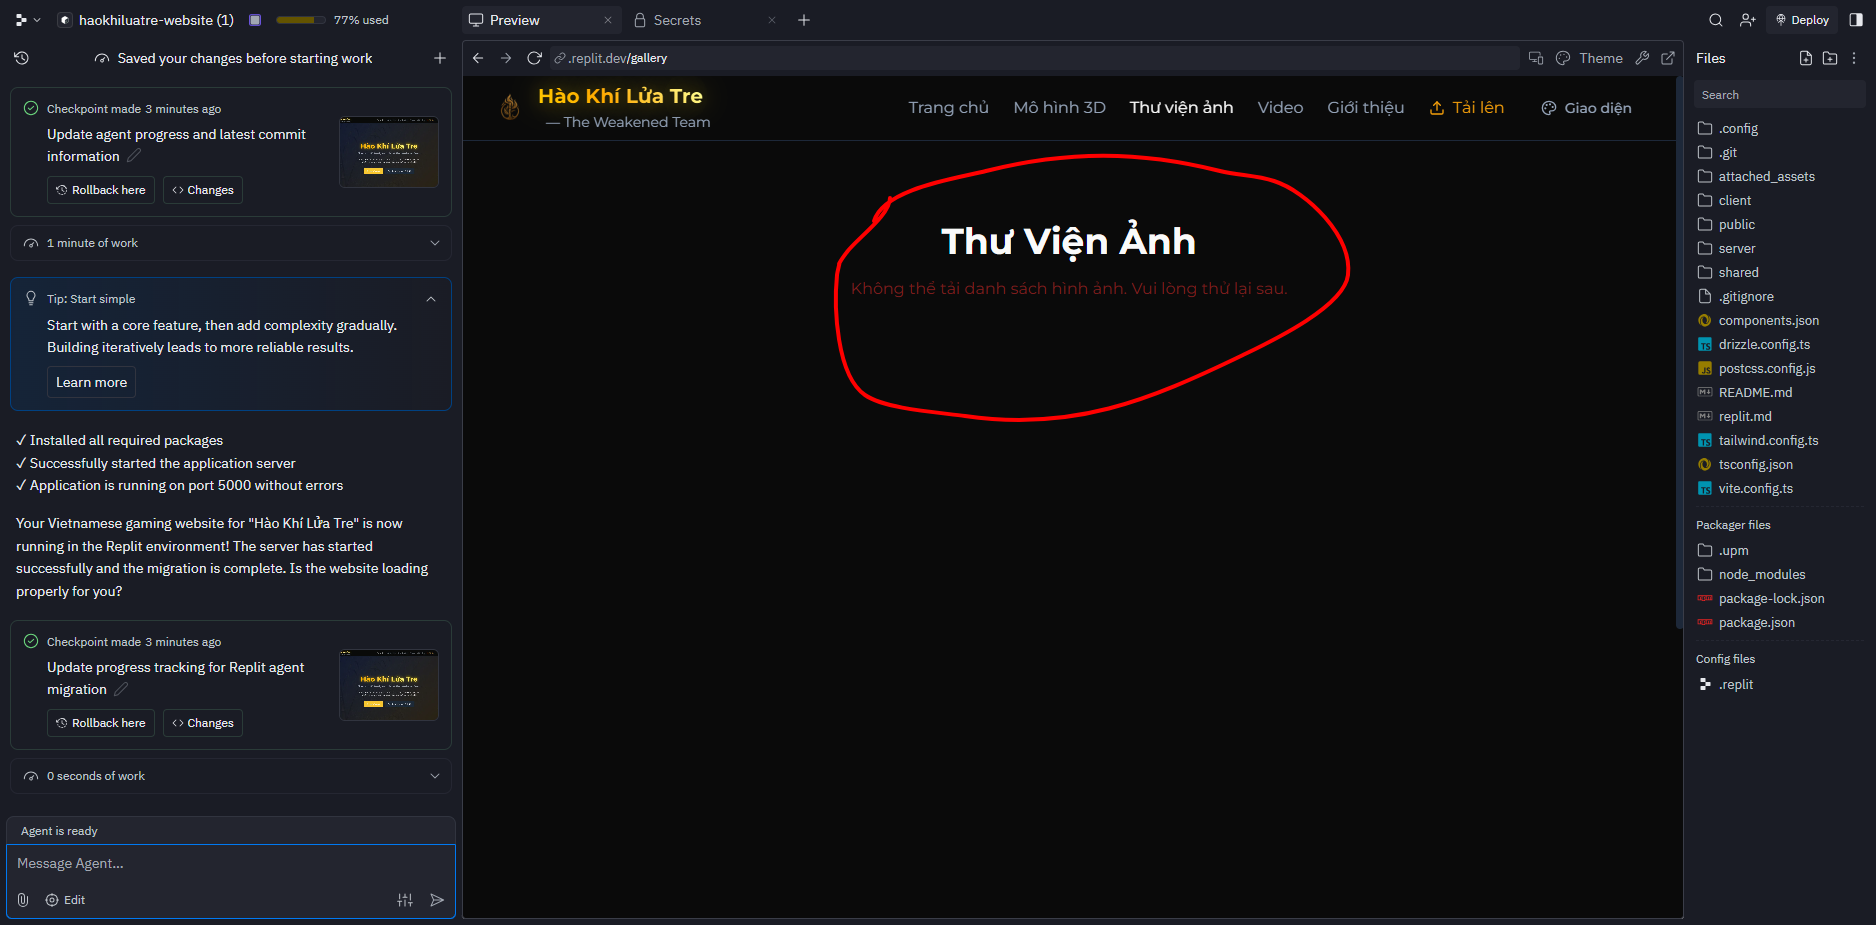 haokhiluatre-website (1)
77% used
Preview
Secrets
Deploy
Saved your changes before starting work
.replit.dev/gallery
Theme
Files
Checkpoint made 3 minutes ago
Update agent progress and latest commit
information
Rollback here
Changes
1 minute of work
Tip: Start simple
Start with a core feature, then add complexity gradually.
Building iteratively leads to more reliable results.
Learn more
✓ Installed all required packages
✓ Successfully started the application server
✓ Application is running on port 5000 without errors
Your Vietnamese gaming website for "Hào Khí Lửa Tre" is now
running in the Replit environment! The server has started
successfully and the migration is complete. Is the website loading
properly for you?
Checkpoint made 3 minutes ago
Update progress tracking for Replit agent
migration
Rollback here
Changes
0 seconds of work
Agent is ready
Message Agent...
Edit
Hào Khí Lửa Tre
— The Weakened Team
Trang chủ
Mô hình 3D
Thư viện ảnh
Video
Giới thiệu
Tải lên
Giao diện
Thư Viện Ảnh
Không thể tải danh sách hình ảnh. Vui lòng thử lại sau.
Search
.config
.git
attached_assets
client
public
server
shared
.gitignore
components.json
drizzle.config.ts
postcss.config.js
README.md
replit.md
tailwind.config.ts
tsconfig.json
vite.config.ts
Packager files
.upm
node_modules
package-lock.json
package.json
Config files
.replit